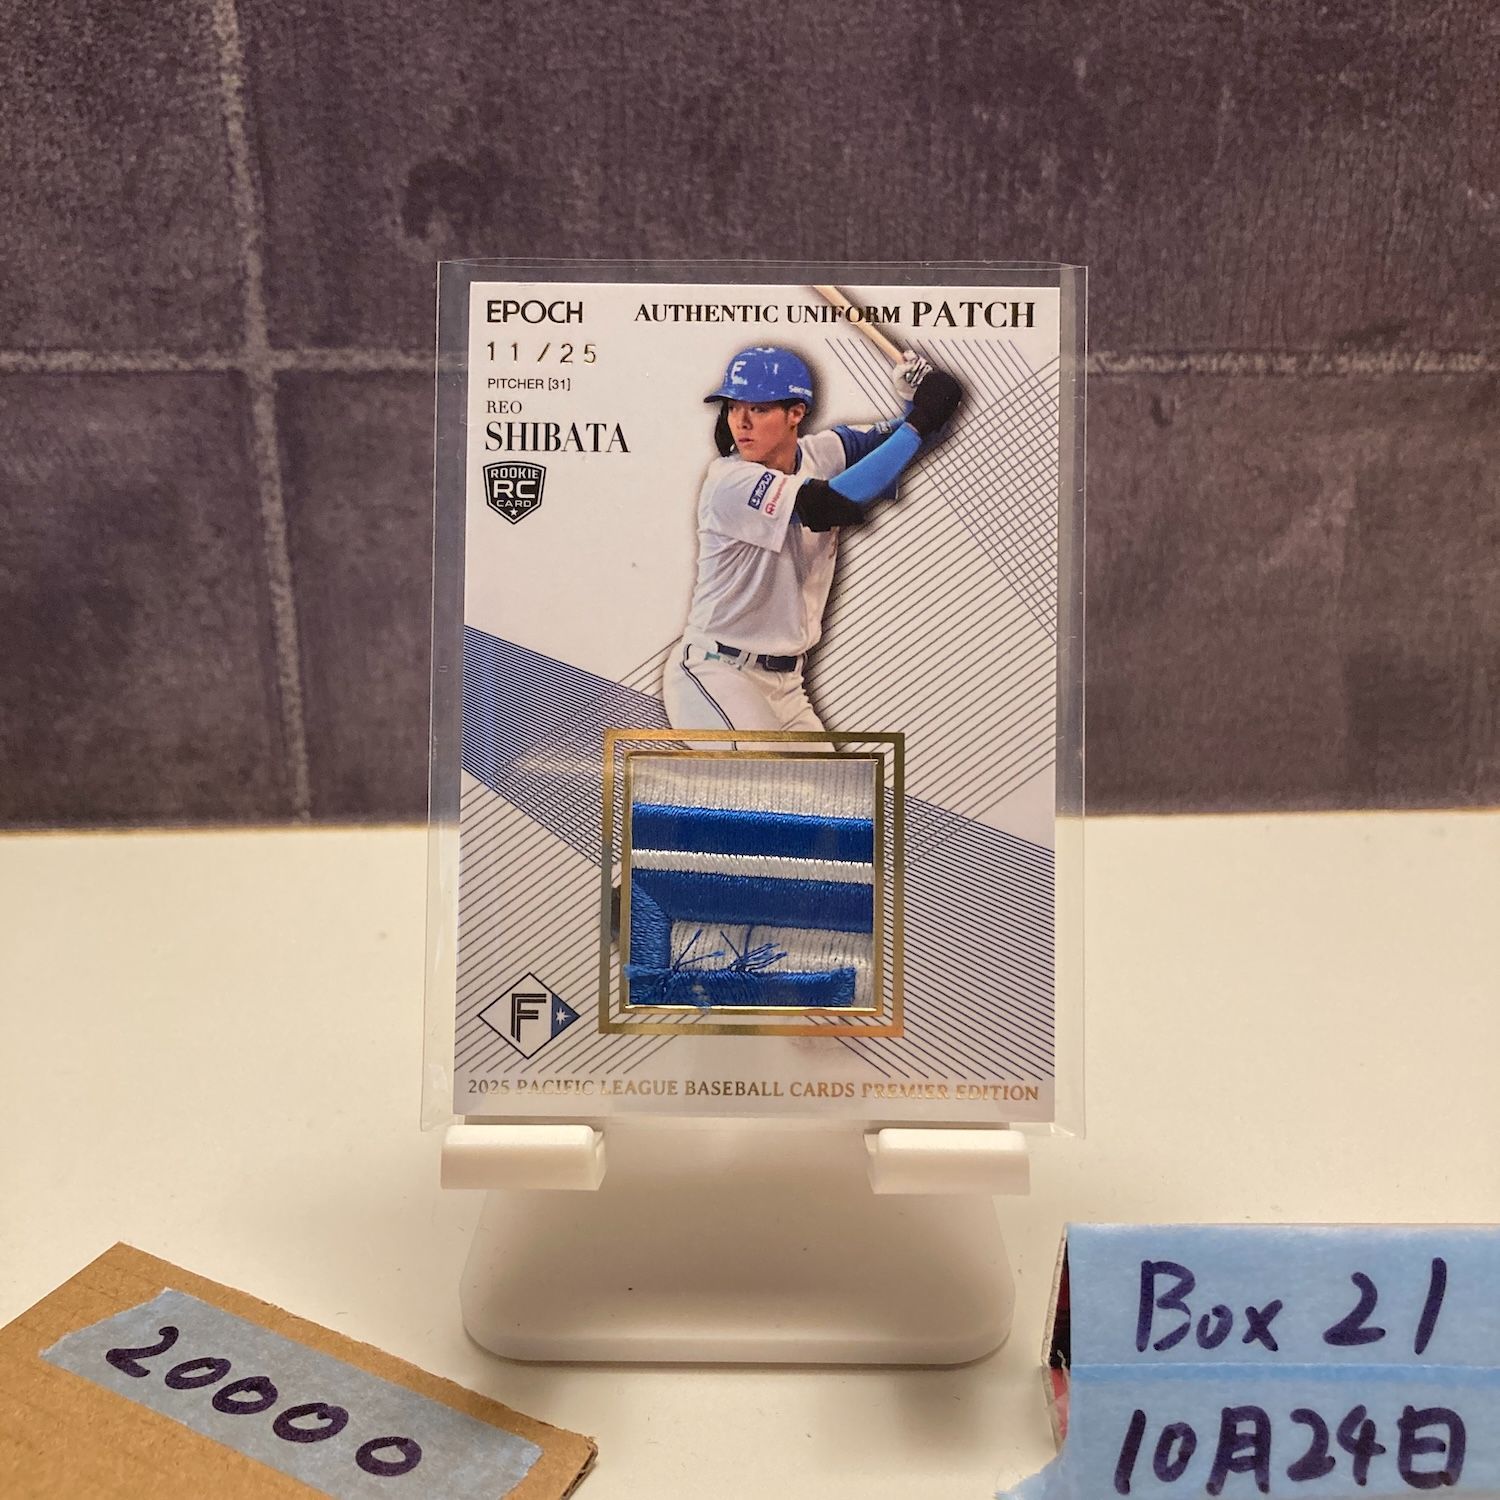 EPOCH
AUTHENTIC UNIFORM PATCH
11/25
PITCHER [31]
REO
SHIBATA
ROOKIE
RC
CARD
E
F
2025 PACIFIC LEAGUE BASEBALL CARDS PREMIER EDITION
20000
Box 21
10月24日